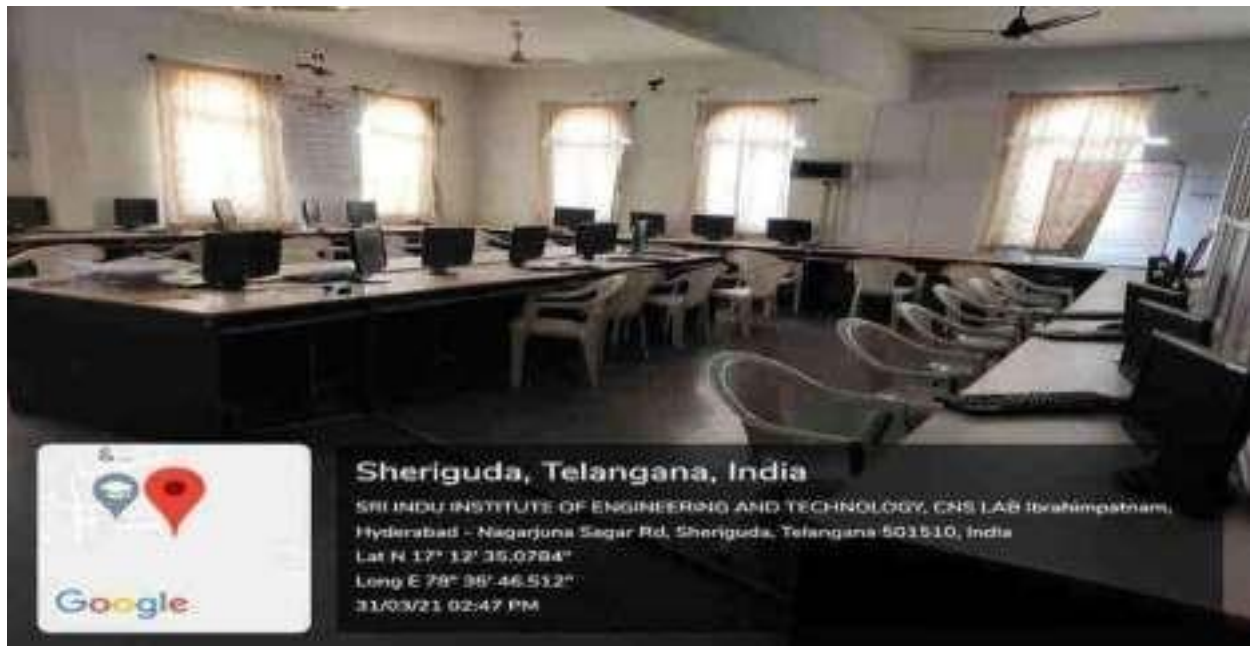 &...
Google
Sheriguda, Telangana, India
SRI INDU INSTITUTE OF ENGINEERING AND TECHNOLOGY, CNS LAB Ibrahimpatnam,
Hyderabad - Nagarjuna Sagar Rd, Sheriguda, Telangana 501510, India
Lat N 17° 12' 35.0784"
Long E 78° 36' 46.512"
31/03/21 02:47 PM